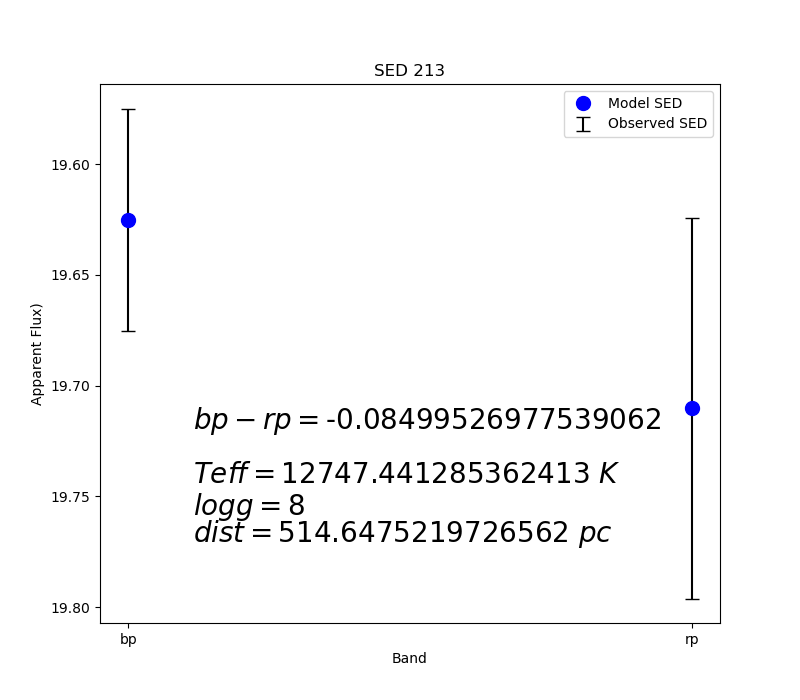 SED 213
Model SED
Observed SED
19.60
19.65
19.70
19.75
19.80
Apparent Flux)
bp − rp = -0.08499526977539062
Teff = 12747.441285362413 K
logg = 8
dist = 514.6475219726562 pc
bp
rp
Band